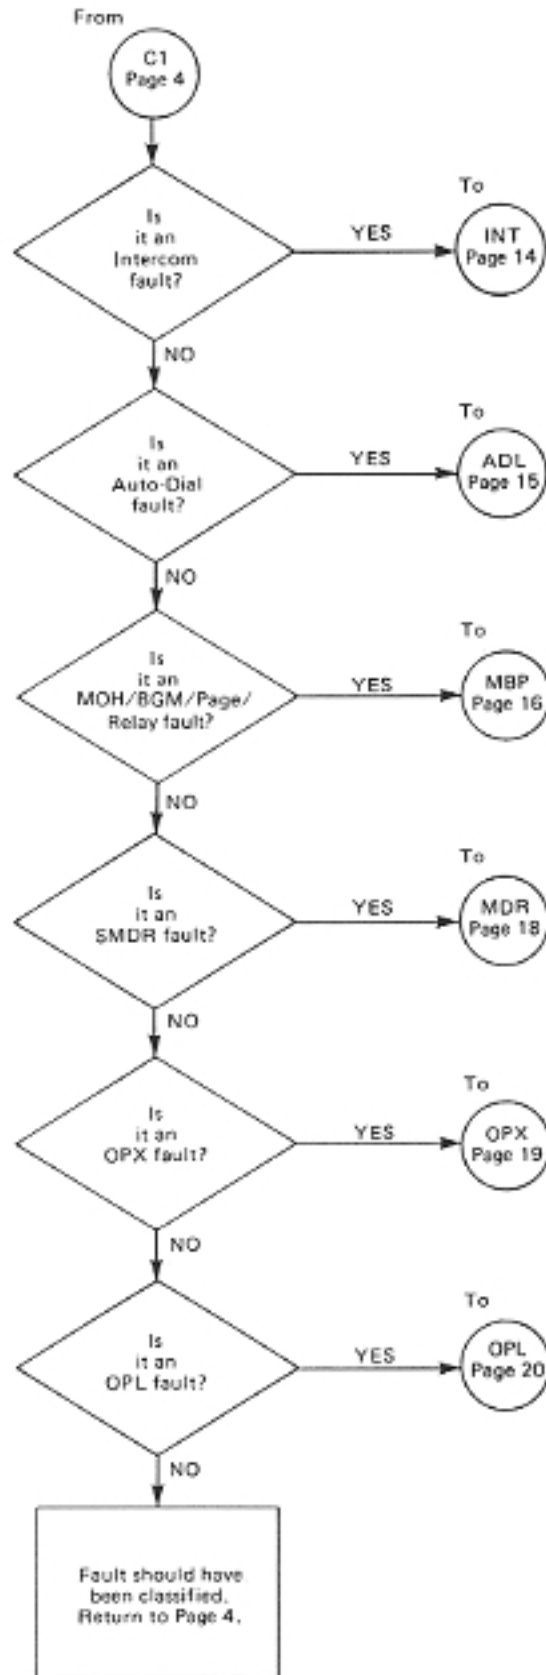 From
C1
Page 4
Is
it an
Intercom
fault?
YES
To
INT
Page 14
NO
Is
it an
Auto-Dial
fault?
YES
To
ADL
Page 15
NO
Is
it an
MOH/BGM/Page/
Relay fault?
YES
To
MBP
Page 16
NO
Is
it an
SMDR fault?
YES
To
MDR
Page 18
NO
Is
it an
OPX fault?
YES
To
OPX
Page 19
NO
Is
it an
OPL fault?
YES
To
OPL
Page 20
NO
Fault should have
been classified.
Return to Page 4.